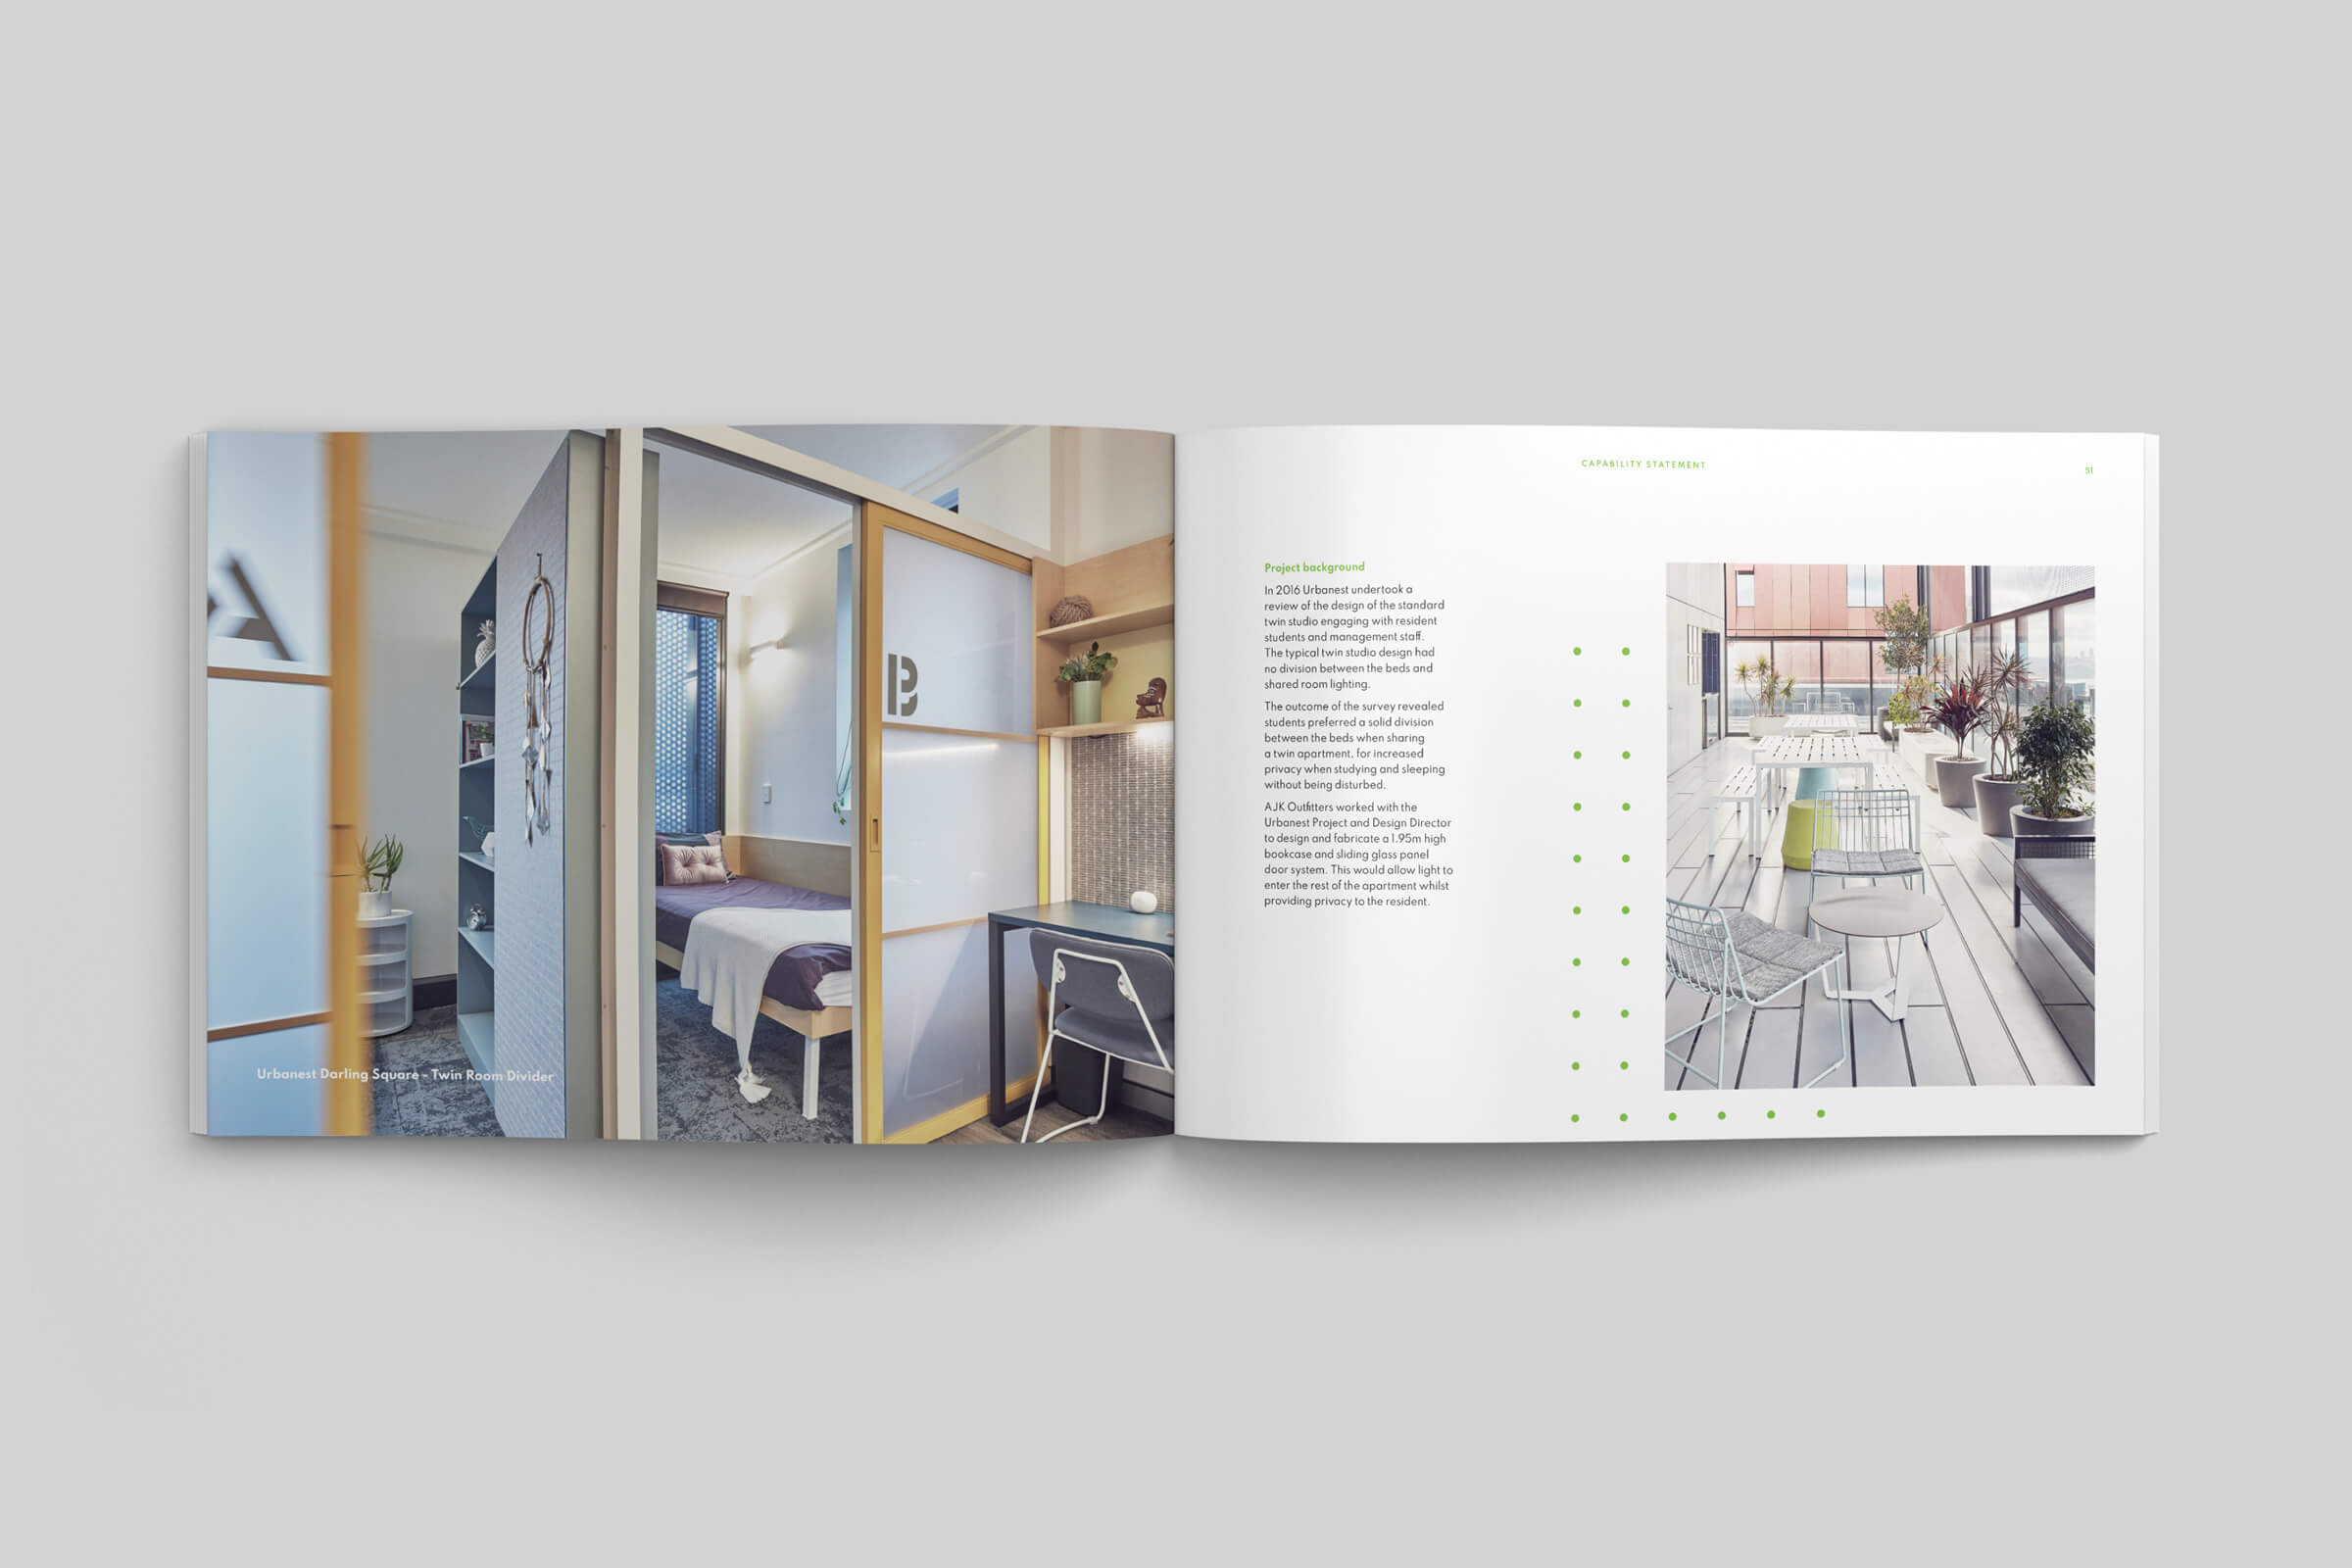 A
B
Urbanest Darling Square - Twin Room Divider
CAPABILITY STATEMENT
51
Project background
In 2016 Urbanest undertook a
review of the design of the standard
twin studio engaging with resident
students and management staff.
The typical twin studio design had
no division between the beds and
shared room lighting.
The outcome of the survey revealed
students preferred a solid division
between the beds when sharing
a twin apartment, for increased
privacy when studying and sleeping
without being disturbed.
AJK Outfitters worked with the
Urbanest Project and Design Director
to design and fabricate a 1.95m high
bookcase and sliding glass panel
door system. This would allow light to
enter the rest of the apartment whilst
providing privacy to the resident.